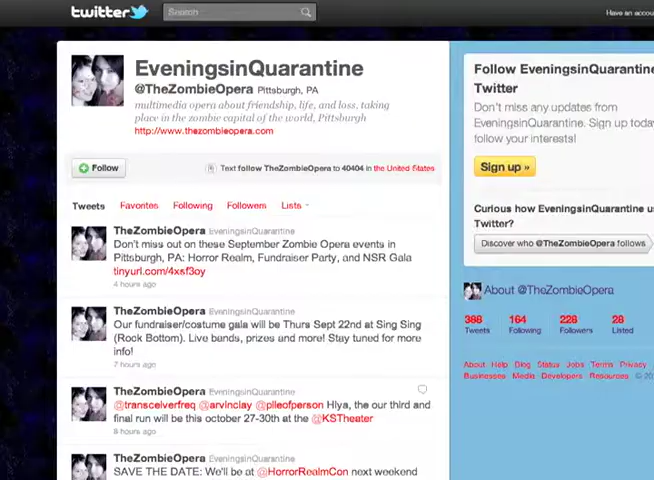 twitter
Search
Have an accou
EveningsinQuarantine
@TheZombieOpera Pittsburgh, PA
multimedia opera about friendship, life, and loss, taking
place in the zombie capital of the world, Pittsburgh
http://www.thezombieopera.com
Follow
Text follow TheZombieOpera to 40404 in the United States
Tweets Favorites Following Followers Lists
TheZombieOpera EveningsinQuarantine
Don't miss out on these September Zombie Opera events in
Pittsburgh, PA: Horror Realm, Fundraiser Party, and NSR Gala
tinyurl.com/4xsf3oy
4 hours ago
TheZombieOpera EveningsinQuarantine
Our fundraiser/costume gala will be Thurs Sept 22nd at Sing Sing
(Rock Bottom). Live bands, prizes and more! Stay tuned for more
info!
7 hours ago
TheZombieOpera EveningsinQuarantine
@transceiverfreq @arvinclay @pileofperson Hiya, the our third and
final run will be this october 27-30th at the @KSTheater
8 hours ago
TheZombieOpera EveningsinQuarantine
SAVE THE DATE: We'll be at @HorrorRealmCon next weekend
Follow EveningsinQuarantine
Twitter
Don't miss any updates from
EveningsinQuarantine. Sign up toda
follow your interests!
Sign up »
Curious how EveningsinQuarantine us
Twitter?
Discover who @TheZombieOpera follows
About @TheZombieOpera
388 164 226 28
Tweets Following Followers Listed
About Help Blog Status Jobs Terms Privacy
Businesses Media Developers Resources © 20